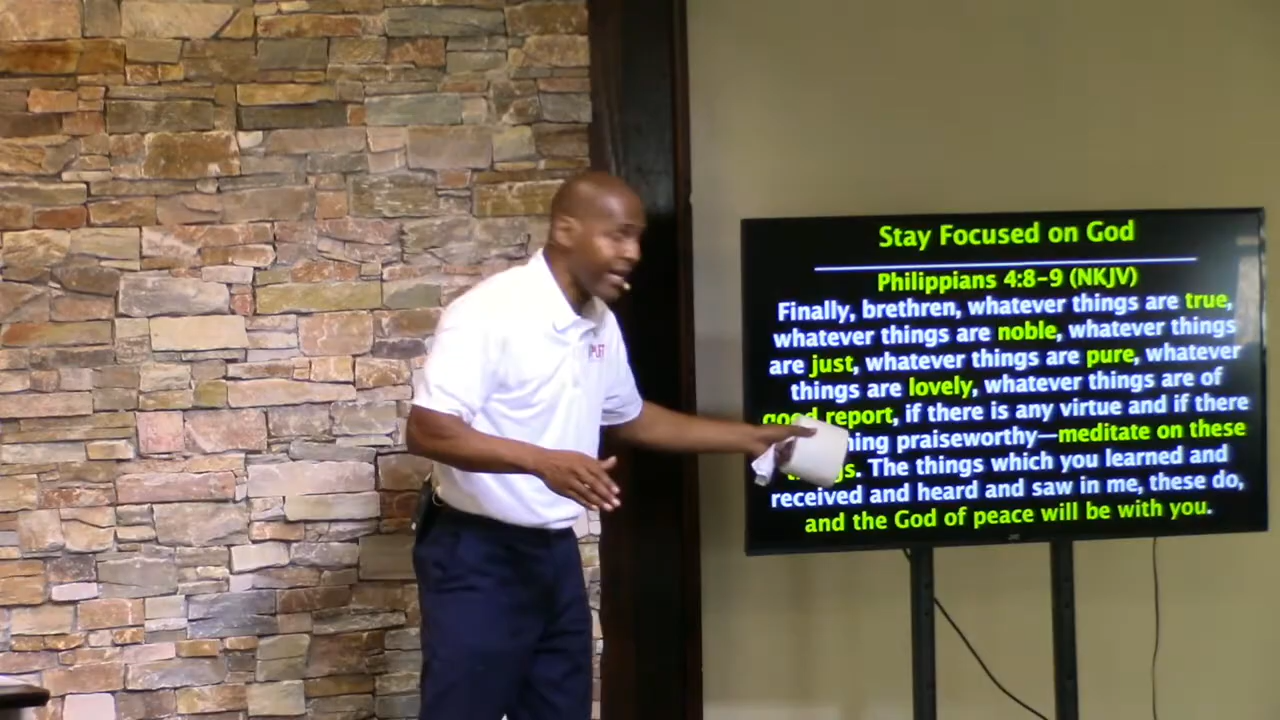 Stay Focused on God
Philippians 4:8-9 (NKJV)
Finally, brethren, whatever things are true,
whatever things are noble, whatever things
are just, whatever things are pure, whatever
things are lovely, whatever things are of
good report, if there is any virtue and if there
praiseworthy—meditate on these
The things which you learned and
received and heard and saw in me, these do,
and the God of peace will be with you.